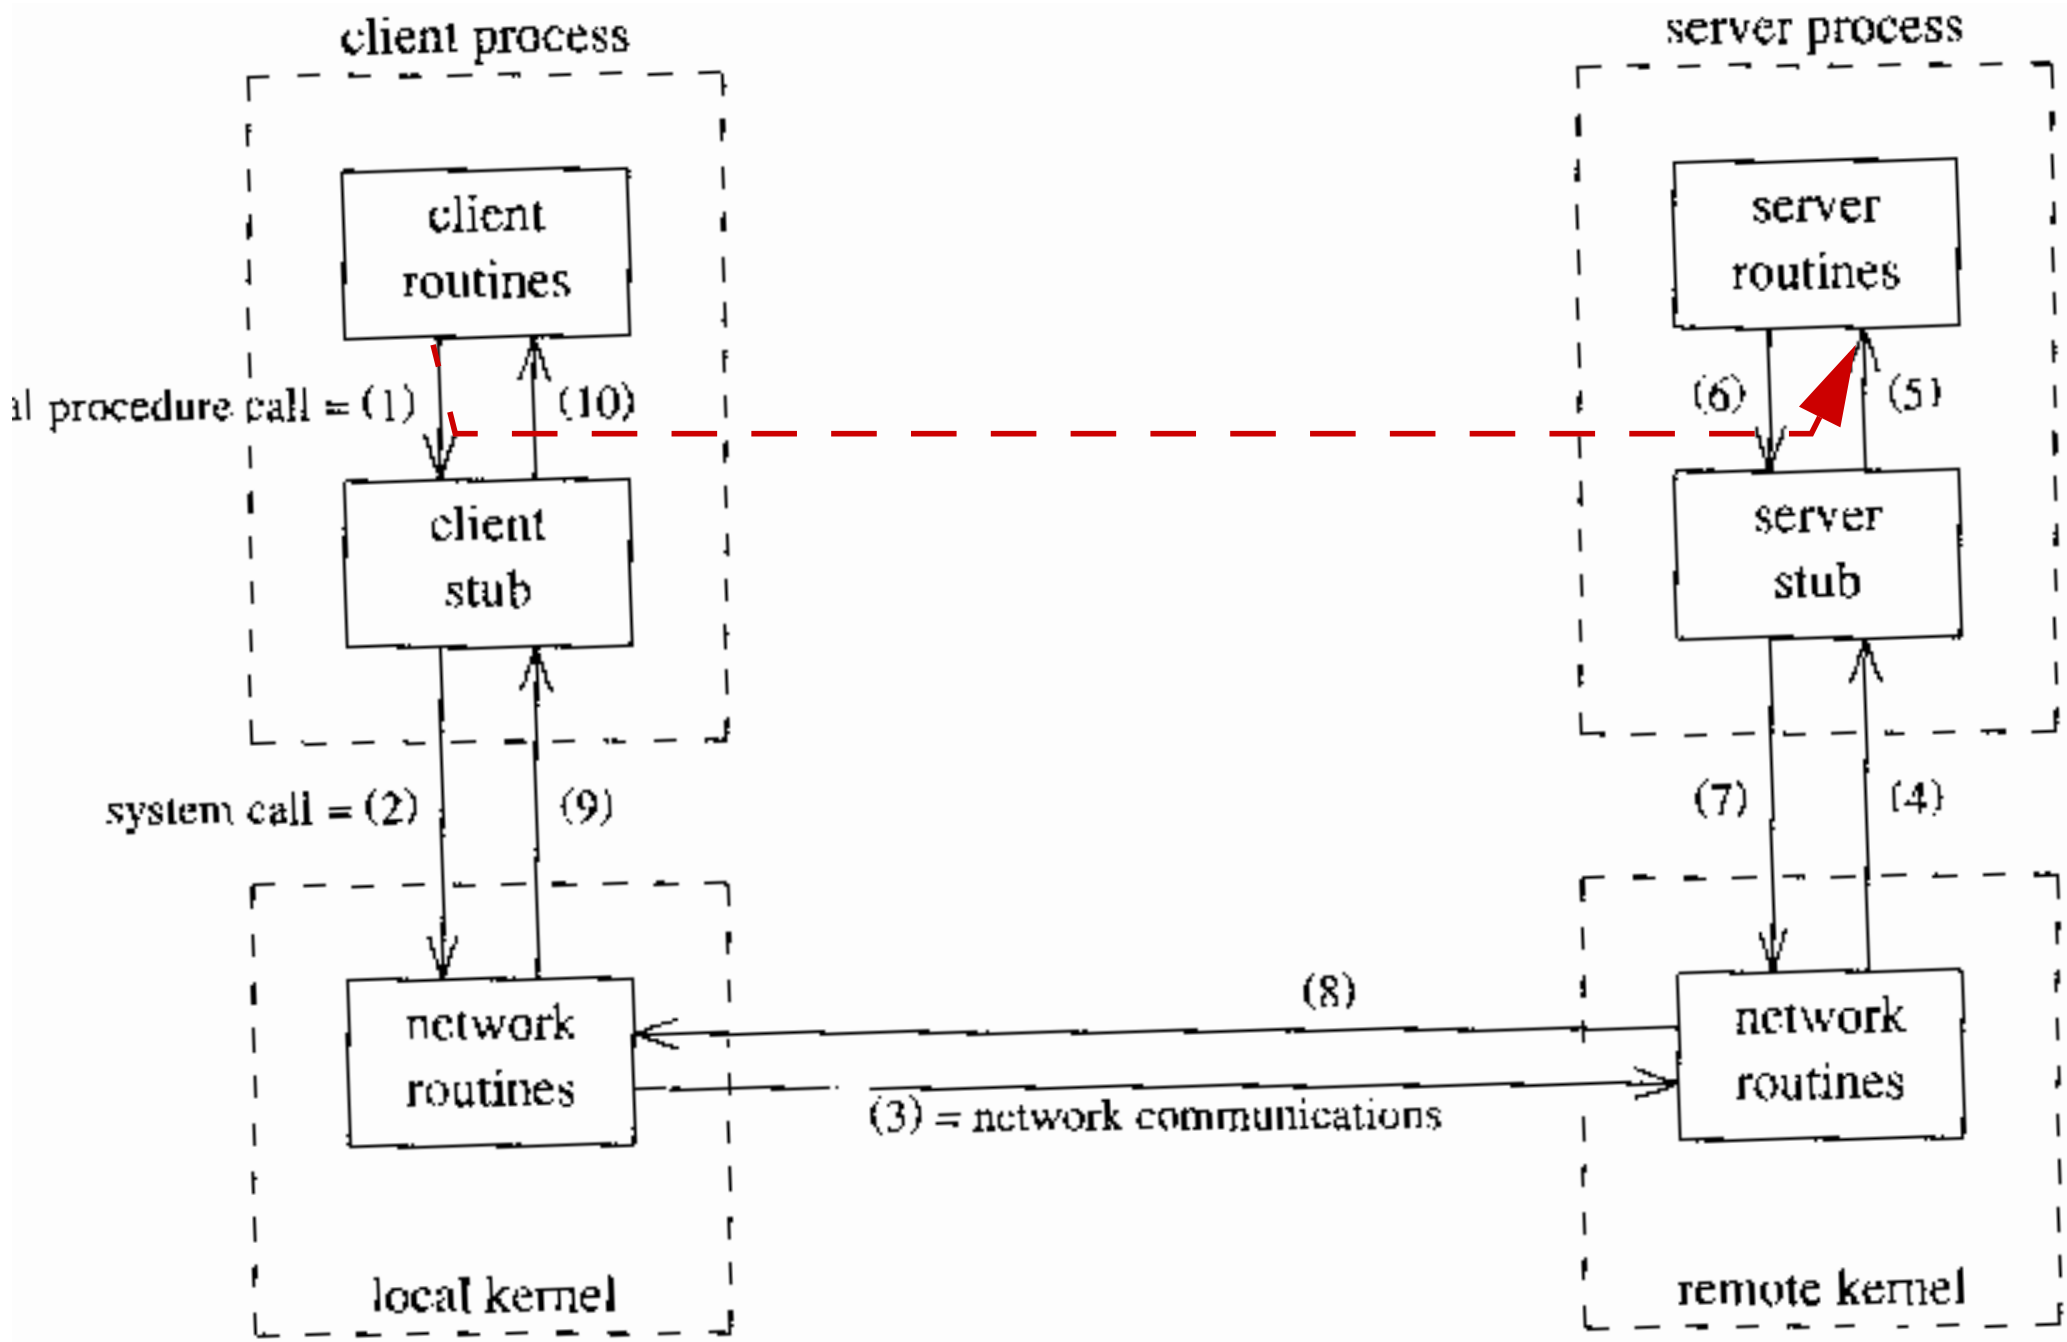 client process
server process
client
routines
server
routines
procedure call = (1)
(10)
(6)
(5)
client
stub
server
stub
system call = (2)
(9)
(7)
(4)
network
routines
(8)
(3) = network communications
network
routines
local kernel
remote kernel